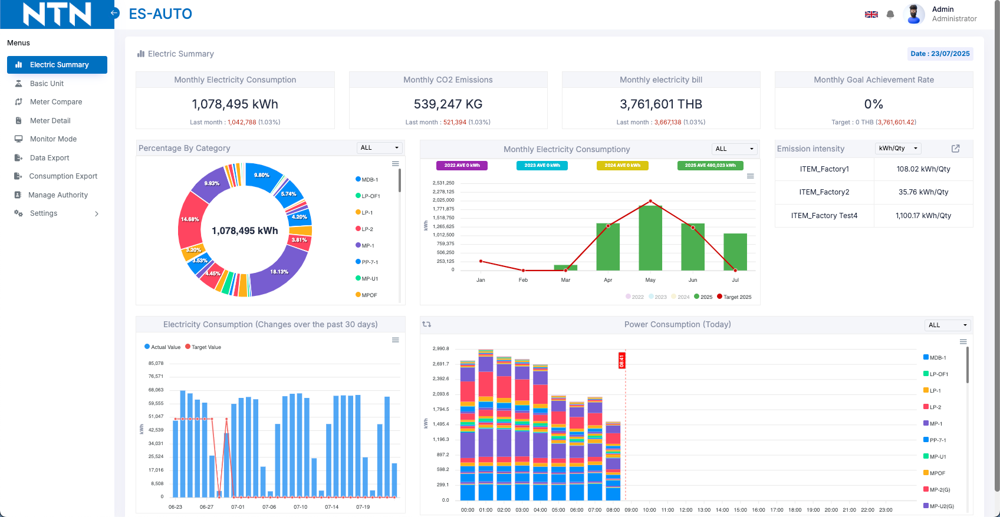 NTN
ES-AUTO
Admin
Administrator
Menus
Electric Summary
Basic Unit
Meter Compare
Meter Detail
Monitor Mode
Data Export
Consumption Export
Manage Authority
Settings
Electric Summary
Date : 23/07/2025
Monthly Electricity Consumption
1,078,495 kWh
Last month : 1,042,788 (1.03%)
Monthly CO2 Emissions
539,247 KG
Last month : 521,394 (1.03%)
Monthly electricity bill
3,761,601 THB
Last month : 3,667,138 (1.03%)
Monthly Goal Achievement Rate
0%
Target : 0 THB (3,761,601.42)
Percentage By Category
ALL
9.80%
5.74%
4.20%
3.81%
18.13%
4.45%
3.53%
3.20%
14.68%
9.93%
1,078,495 kWh
MDB-1
LP-OF1
LP-1
LP-2
MP-1
PP-7-1
MP-U1
MPOF
Monthly Electricity Consumptiony
ALL
2022 AVE 0 kWh
2023 AVE 0 kWh
2024 AVE 0 kWh
2025 AVE 490,023 kWh
2,531,250
2,278,125
2,025,000
1,771,875
1,518,750
1,265,625
1,012,500
759,375
506,250
253,125
0
kWh
Jan Feb Mar Apr May Jun Jul
2022 2023 2024 2025 Target 2025
Emission intensity
kWh/Qty
ITEM_Factory1 108.02 kWh/Qty
ITEM_Factory2 35.76 kWh/Qty
ITEM_Factory Test4 1,100.17 kWh/Qty
Electricity Consumption (Changes over the past 30 days)
Actual Value Target Value
85,078
76,571
68,063
59,555
51,047
42,539
34,031
25,524
17,016
8,508
0
kWh
06-23 06-27 07-01 07-06 07-10 07-14 07-19
Power Consumption (Today)
ALL
2,990.8
2,691.7
2,392.6
2,093.6
1,794.5
1,495.4
1,196.3
897.2
598.2
299.1
0.0
kWh
08:41
00:00 01:00 02:00 03:00 04:00 05:00 06:00 07:00 08:00 09:00 10:00 11:00 12:00 13:00 14:00 15:00 16:00 17:00 18:00 19:00 20:00 21:00 22:00 23:00
MDB-1
LP-OF1
LP-1
LP-2
MP-1
PP-7-1
MP-U1
MPOF
MP-2(G)
MP-U2(G)